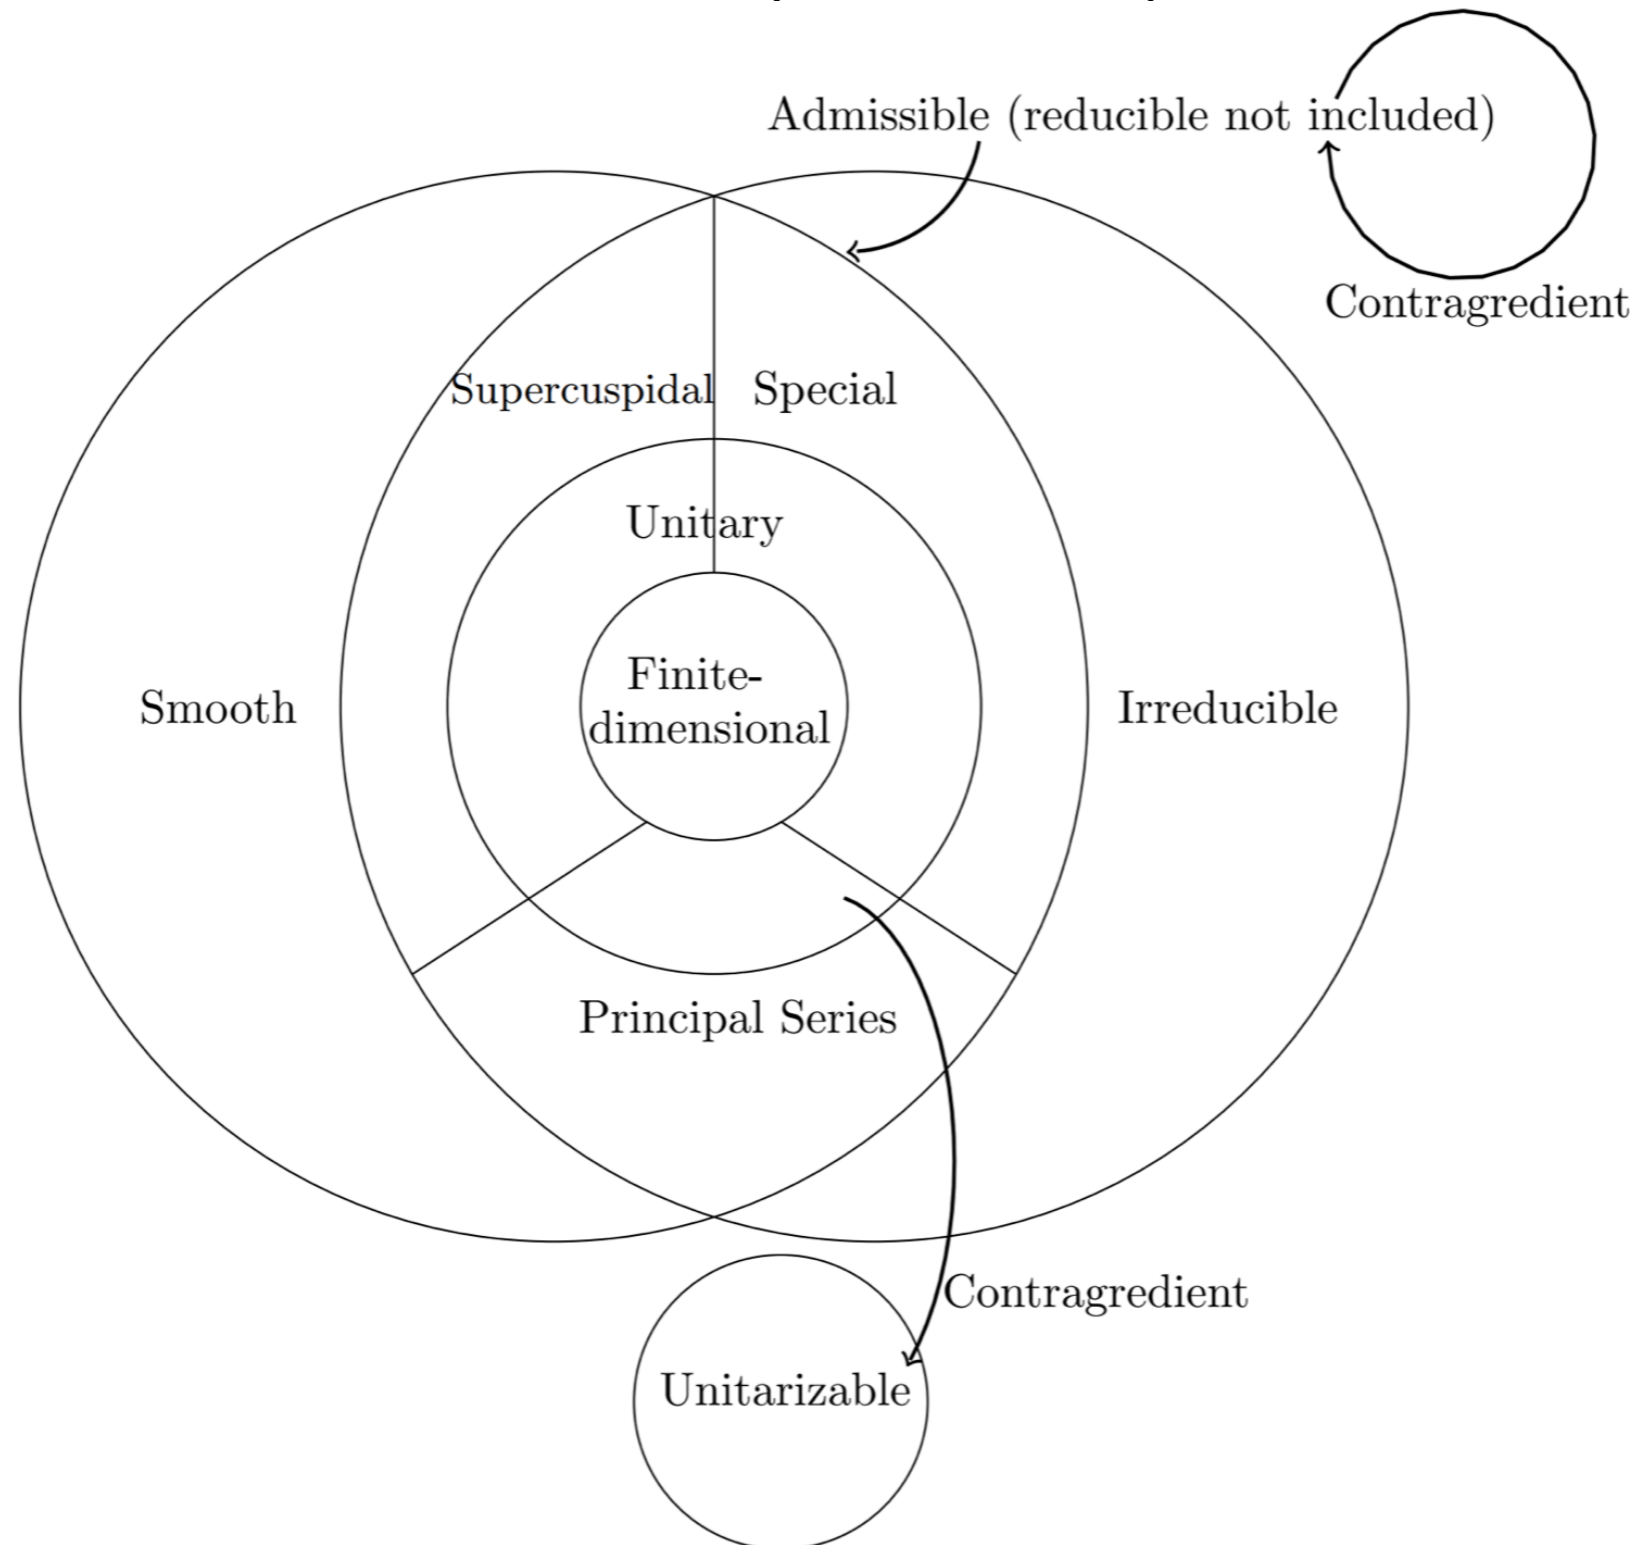 Admissible (reducible not included)
Contragredient
Supercuspidal
Special
Unitary
Finite-
dimensional
Smooth
Irreducible
Principal Series
Contragredient
Unitarizable